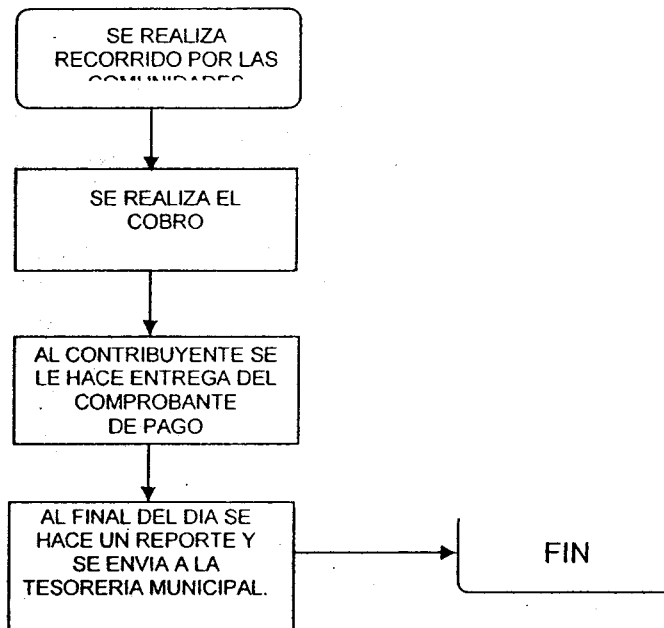 SE REALIZA
RECORRIDO POR LAS
COMUNIDADES
SE REALIZA EL
COBRO
AL CONTRIBUYENTE SE
LE HACE ENTREGA DEL
COMPROBANTE
DE PAGO
AL FINAL DEL DIA SE
HACE UN REPORTE Y
SE ENVIA A LA
TESORERIA MUNICIPAL.
FIN